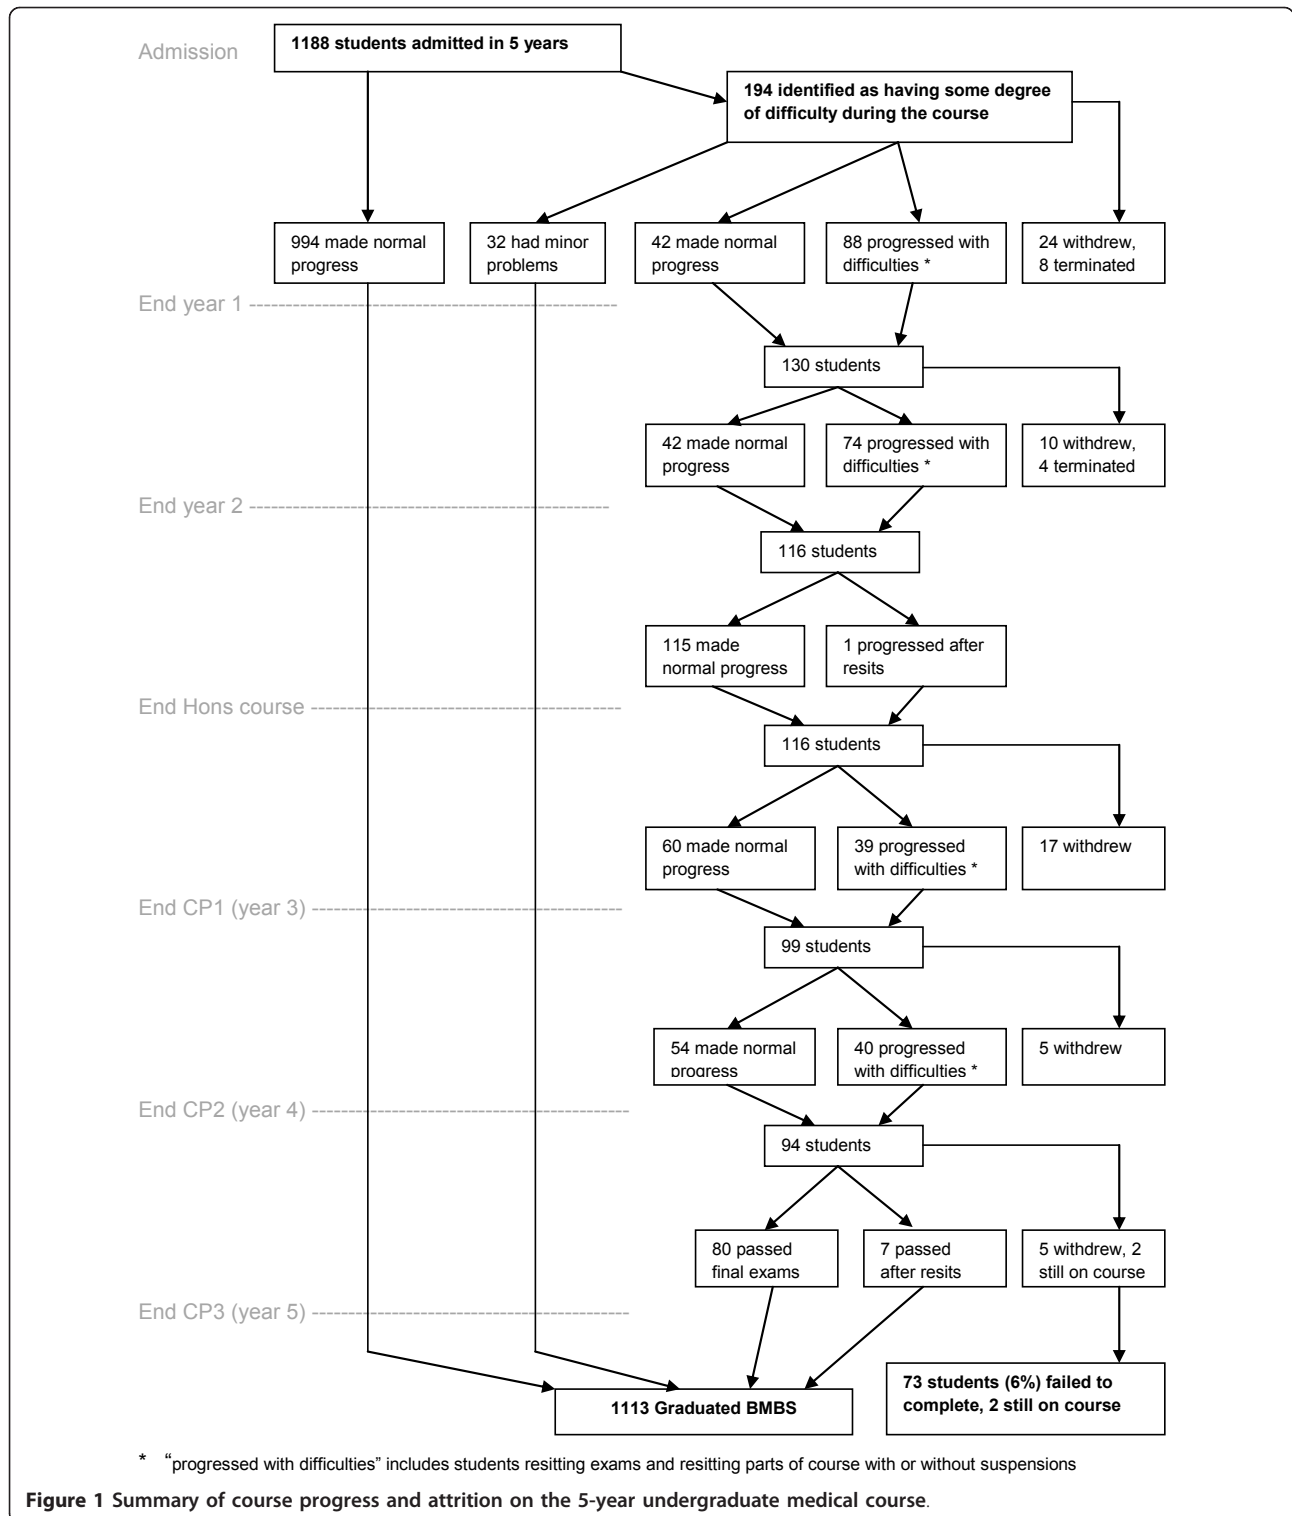 Admission
1188 students admitted in 5 years
194 identified as having some degree
of difficulty during the course
994 made normal
progress
32 had minor
problems
42 made normal
progress
88 progressed with
difficulties *
24 withdrew,
8 terminated
End year 1
130 students
42 made normal
progress
74 progressed with
difficulties *
10 withdrew,
4 terminated
End year 2
116 students
115 made
normal progress
1 progressed after
resits
End Hons course
116 students
60 made normal
progress
39 progressed
with difficulties *
17 withdrew
End CP1 (year 3)
99 students
54 made normal
progress
40 progressed
with difficulties *
5 withdrew
End CP2 (year 4)
94 students
80 passed
final exams
7 passed
after resits
5 withdrew, 2
still on course
End CP3 (year 5)
1113 Graduated BMBS
73 students (6%) failed to
complete, 2 still on course
* "progressed with difficulties" includes students resitting exams and resitting parts of course with or without suspensions
Figure 1 Summary of course progress and attrition on the 5-year undergraduate medical course.